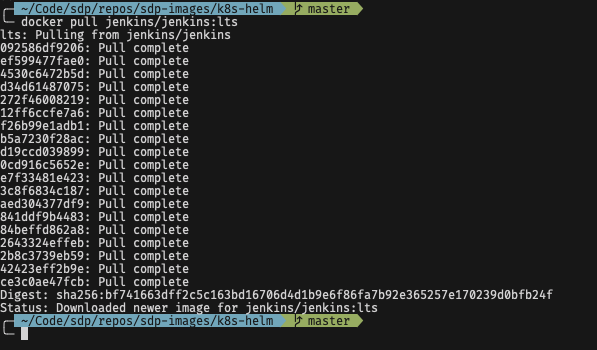 ~/Code/sdp/repos/sdp-images/k8s-helm master
docker pull jenkins/jenkins:lts
lts: Pulling from jenkins/jenkins
092586df9206: Pull complete
ef599477fae0: Pull complete
4530c6472b5d: Pull complete
d34d61487075: Pull complete
272f46008219: Pull complete
12ff6ccfe7a6: Pull complete
f26b99e1adb1: Pull complete
b5a7230f28ac: Pull complete
d19ccd039899: Pull complete
0cd916c5652e: Pull complete
e7f33481e423: Pull complete
3c8f6834c187: Pull complete
aed304377df9: Pull complete
841ddf9b4483: Pull complete
84beffd862a8: Pull complete
2643324effeb: Pull complete
2b8c3739eb59: Pull complete
42423eff2b9e: Pull complete
ce3c0ae47fcb: Pull complete
Digest: sha256:bf741663dff2c5c163bd16706d4d1b9e6f86fa7b92e365257e170239d0bfb24f
Status: Downloaded newer image for jenkins/jenkins:lts
~/Code/sdp/repos/sdp-images/k8s-helm master